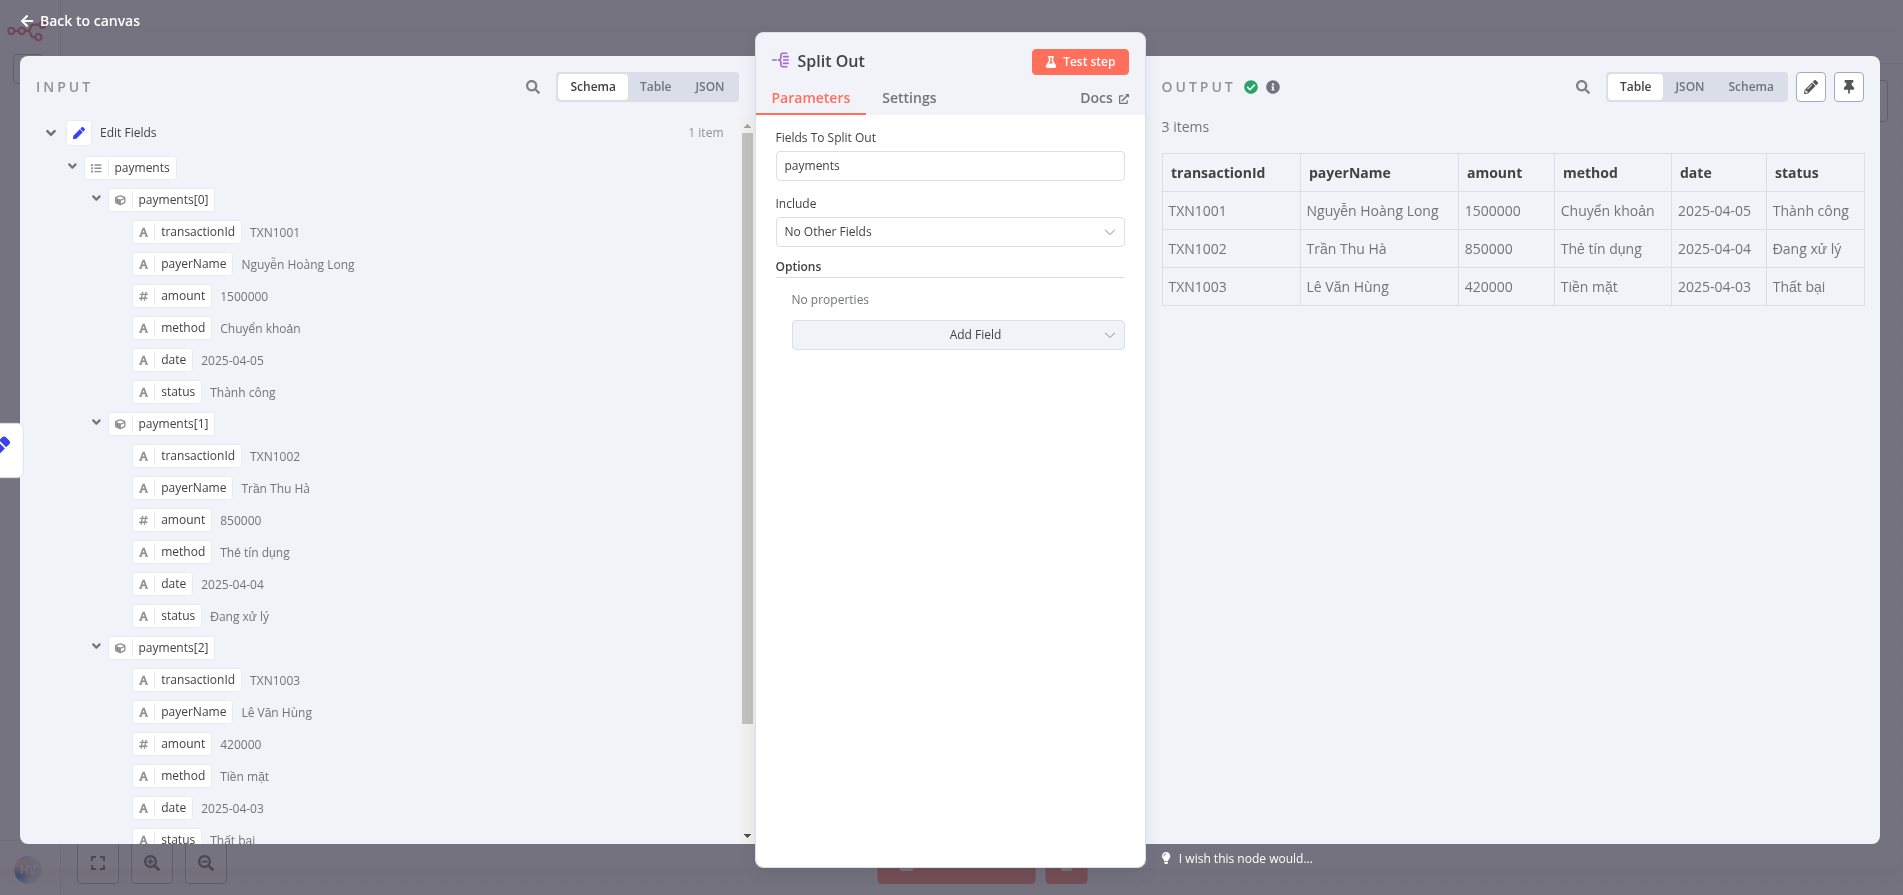 Back to canvas
INPUT
Schema Table JSON
Edit Fields 1 item
payments
payments[0]
A transactionId TXN1001
A payerName Nguyễn Hoàng Long
# amount 1500000
A method Chuyển khoản
A date 2025-04-05
A status Thành công
payments[1]
A transactionId TXN1002
A payerName Trần Thu Hà
# amount 850000
A method Thẻ tín dụng
A date 2025-04-04
A status Đang xử lý
payments[2]
A transactionId TXN1003
A payerName Lê Văn Hùng
# amount 420000
A method Tiền mặt
A date 2025-04-03
A status Thất bại
HV
Split Out
Test step
Parameters Settings Docs
Fields To Split Out
payments
Include
No Other Fields
Options
No properties
Add Field
OUTPUT
Table JSON Schema
3 items
transactionId payerName amount method date status
TXN1001 Nguyễn Hoàng Long 1500000 Chuyển khoản 2025-04-05 Thành công
TXN1002 Trần Thu Hà 850000 Thẻ tín dụng 2025-04-04 Đang xử lý
TXN1003 Lê Văn Hùng 420000 Tiền mặt 2025-04-03 Thất bại
I wish this node would...